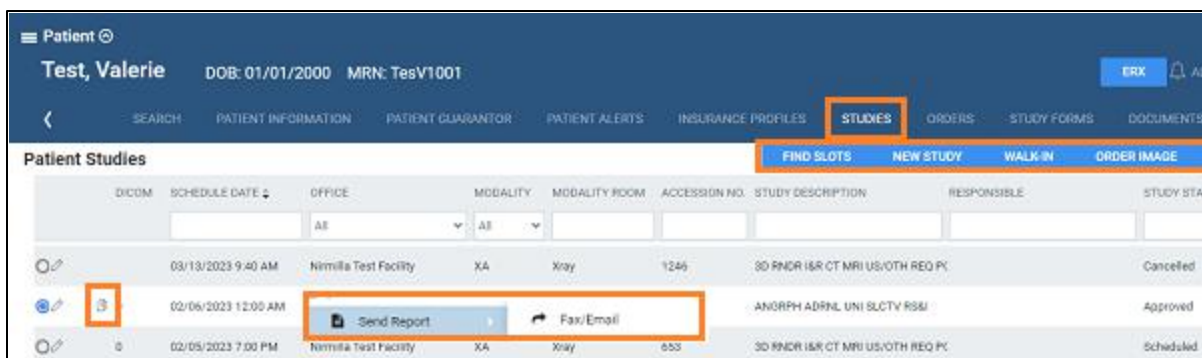 Patient
Test, Valerie DOB: 01/01/2000 MRN: TesV1001 ERX
SEARCH PATIENT INFORMATION PATIENT GUARANTOR PATIENT ALERTS INSURANCE PROFILES STUDIES ORDERS STUDY FORMS DOCUMENTS
Patient Studies FIND SLOTS NEW STUDY WALK-IN ORDER IMAGE
DICOM SCHEDULE DATE OFFICE MODALITY MODALITY ROOM ACCESSION NO. STUDY DESCRIPTION RESPONSIBLE STUDY STA
All All
03/13/2023 9:40 AM Nirmilla Test Facility XA Xray 1246 3D RNDR I&R CT MRI US/OTH REQ PC Cancelled
02/06/2023 12:00 AM ANGRPH ADRNL UNI SLCTV RS&I Approved
Send Report Fax/Email
0 02/05/2023 7:00 PM Nirmilla Test Facility XA Xray 653 3D RNDR I&R CT MRI US/OTH REQ PC Scheduled